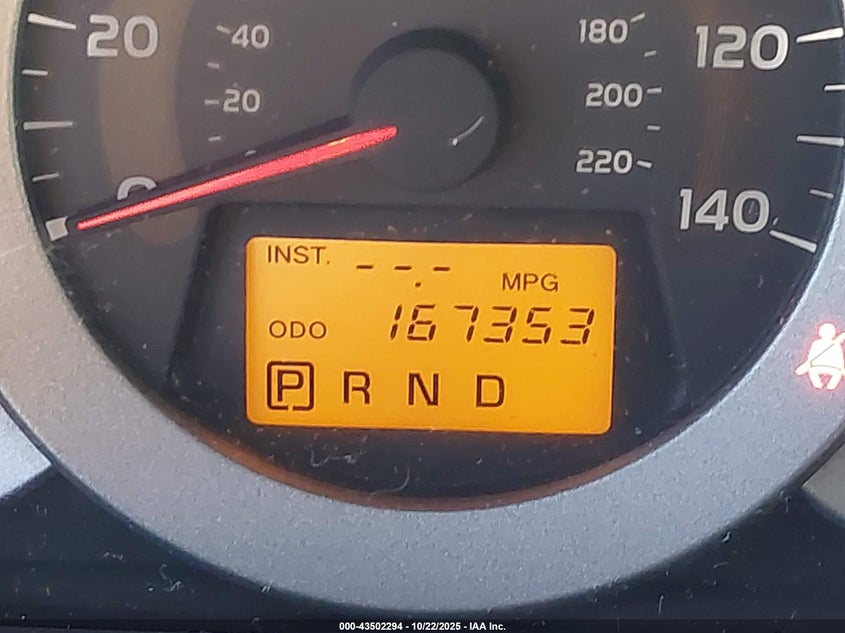 20 40 180 120
20 200
0 220 140
INST. --.- MPG
ODO 167353
P R N D
000-43502294 - 10/22/2025 - IAA Inc.